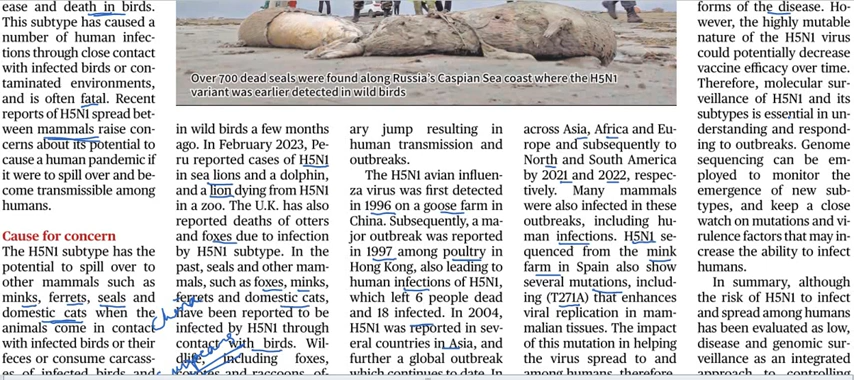 ease and death in birds.
This subtype has caused a
number of human infec-
tions through close contact
with infected birds or con-
taminated environments,
and is often fatal. Recent
reports of H5N1 spread bet-
ween mammals raise con-
cerns about its potential to
cause a human pandemic if
it were to spill over and be-
come transmissible among
humans.
Cause for concern
The H5N1 subtype has the
potential to spill over to
other mammals such as
minks, ferrets, seals and
domestic cats when the
animals come in contact
with infected birds or their
feces or consume carcass-
es of infected birds and
Over 700 dead seals were found along Russia's Caspian Sea coast where the H5N1
variant was earlier detected in wild birds
in wild birds a few months
ago. In February 2023, Pe-
ru reported cases of H5N1
in sea lions and a dolphin,
and a lion dying from H5N1
in a zoo. The U.K. has also
reported deaths of otters
and foxes due to infection
by H5N1 subtype. In the
past, seals and other mam-
mals, such as foxes, minks,
ferrets and domestic cats,
have been reported to be
infected by H5N1 through
contact with birds. Wil-
dlife, including foxes,
and raccoons, of-
ary jump resulting in
human transmission and
outbreaks.
The H5N1 avian influen-
za virus was first detected
in 1996 on a goose farm in
China. Subsequently, a ma-
jor outbreak was reported
in 1997 among poultry in
Hong Kong, also leading to
human infections of H5N1,
which left 6 people dead
and 18 infected. In 2004,
H5N1 was reported in sev-
eral countries in Asia, and
further a global outbreak
which continues to date. In
across Asia, Africa and Eu-
rope and subsequently to
North and South America
by 2021 and 2022, respec-
tively. Many mammals
were also infected in these
outbreaks, including hu-
man infections. H5N1 se-
quenced from the mink
farm in Spain also show
several mutations, includ-
ing (T271A) that enhances
viral replication in mam-
malian tissues. The impact
of this mutation in helping
the virus spread to and
among humans, therefore,
forms of the disease. Ho-
wever, the highly mutable
nature of the H5N1 virus
could potentially decrease
vaccine efficacy over time.
Therefore, molecular sur-
veillance of H5N1 and its
subtypes is essential in un-
derstanding and respond-
ing to outbreaks. Genome
sequencing can be em-
ployed to monitor the
emergence of new sub-
types, and keep a close
watch on mutations and vi-
rulence factors that may in-
crease the ability to infect
humans.
In summary, although
the risk of H5N1 to infect
and spread among humans
has been evaluated as low,
disease and genomic sur-
veillance as an integrated
approach to controlling